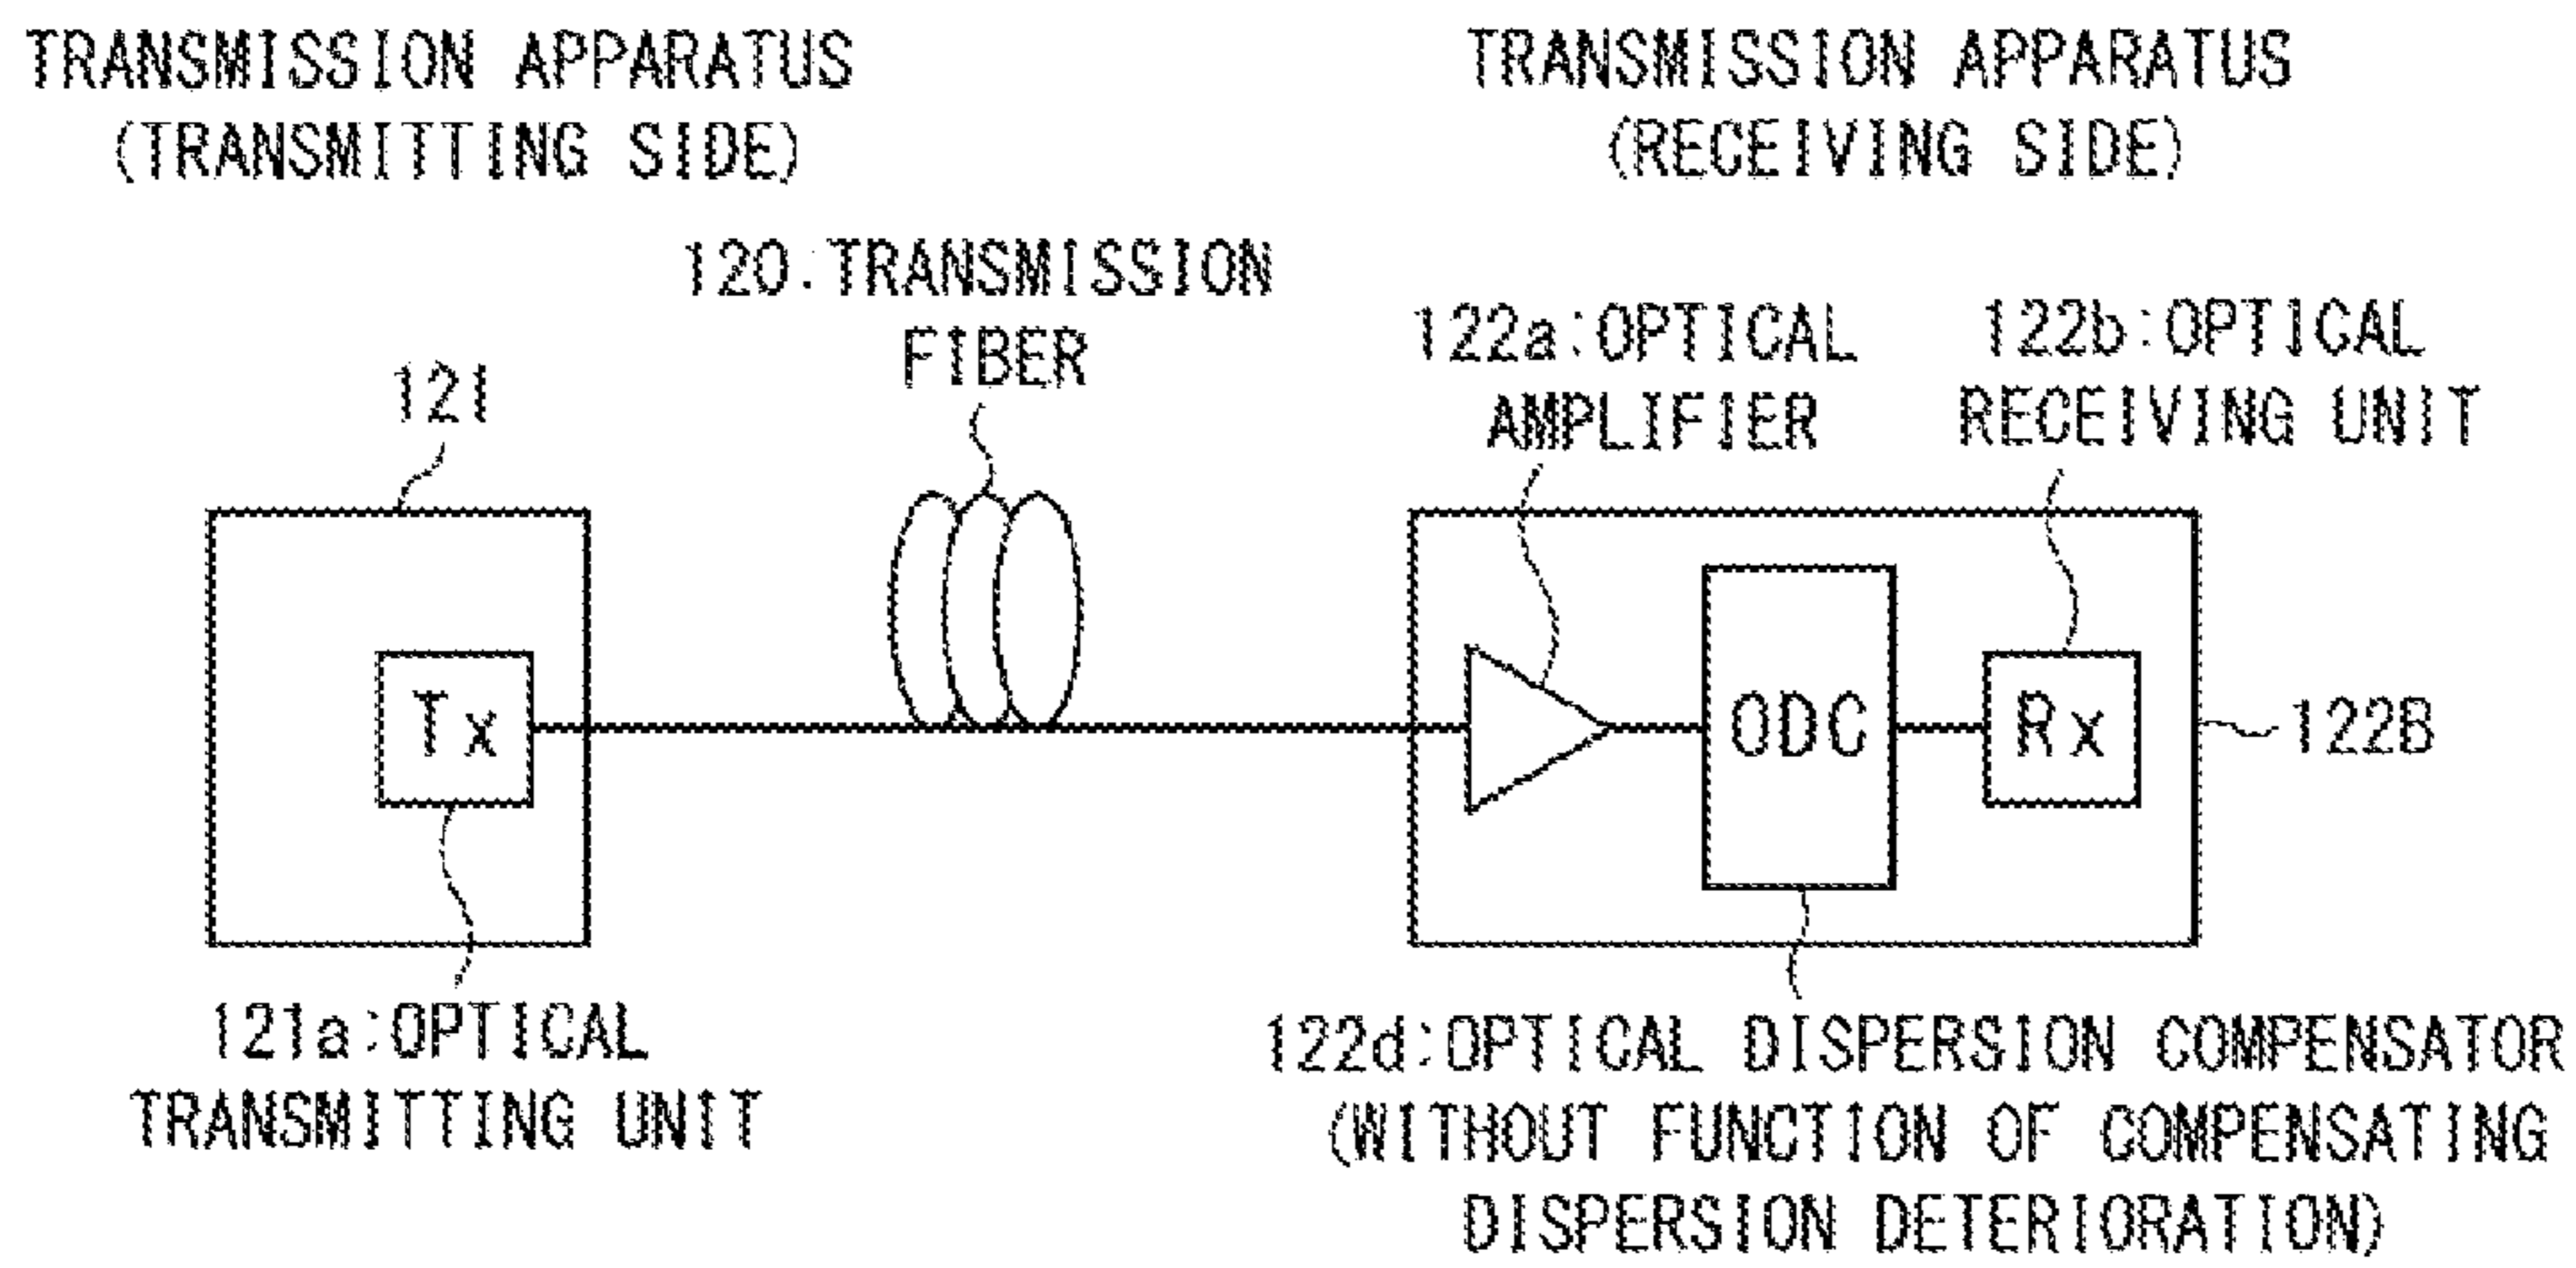 TRANSMISSION APPARATUS
(TRANSMITTING SIDE)
TRANSMISSION APPARATUS
(RECEIVING SIDE)
120:TRANSMISSION
FIBER
122a:OPTICAL
AMPLIFIER
122b:OPTICAL
RECEIVING UNIT
121
Tx
ODC
Rx
122B
121a:OPTICAL
TRANSMITTING UNIT
122d:OPTICAL DISPERSION COMPENSATOR
(WITHOUT FUNCTION OF COMPENSATING
DISPERSION DETERIORATION)